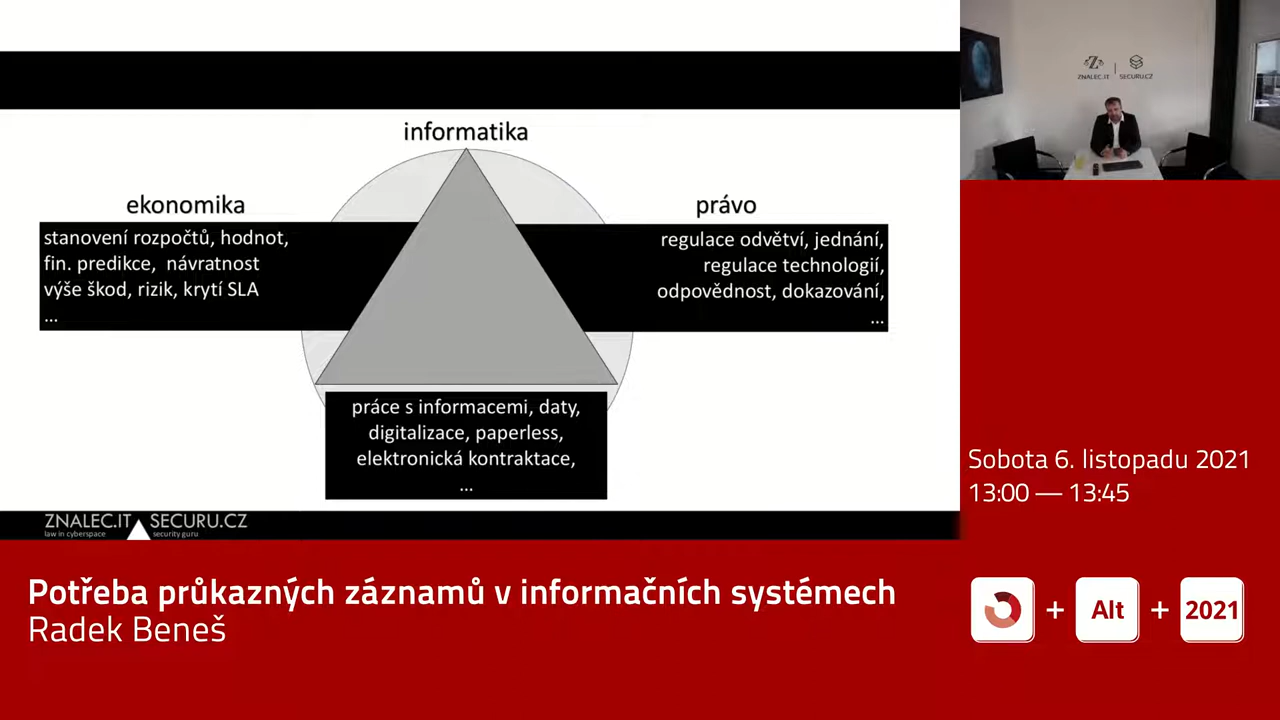 informatika
ekonomika
stanovení rozpočtů, hodnot,
fin. predikce, návratnost
výše škod, rizik, krytí SLA
...
právo
regulace odvětví, jednání,
regulace technologií,
odpovědnost, dokazování,
...
práce s informacemi, daty,
digitalizace, paperless,
elektronická kontraktace,
...
ZNALEC.IT SECURU.CZ
law in cyberspace security guru
ZNALEC.IT | SECURU.CZ
Sobota 6. listopadu 2021
13:00 — 13:45
Potřeba průkazných záznamů v informačních systémech
Radek Beneš
+ Alt + 2021